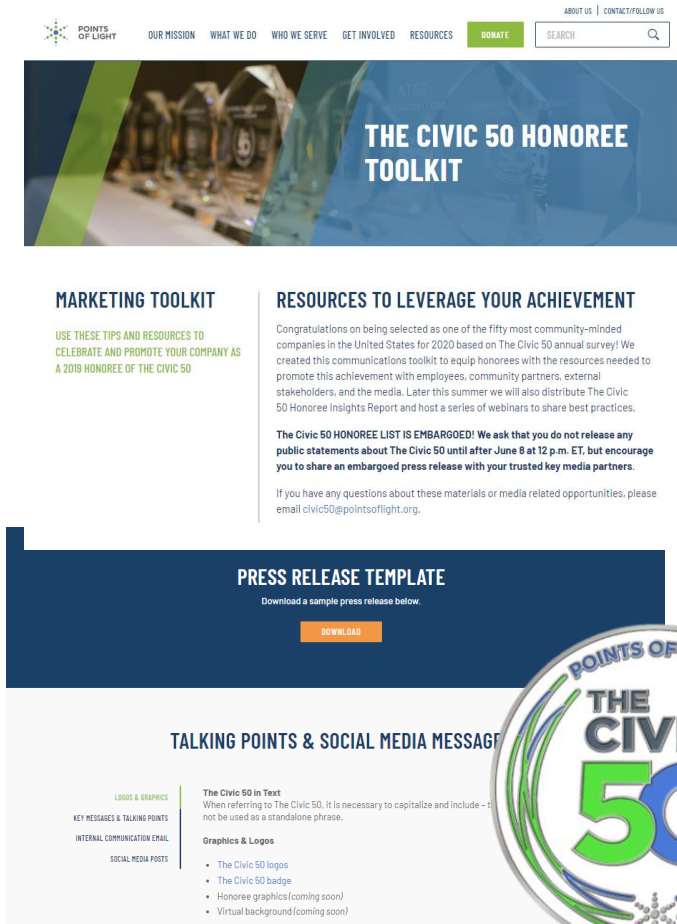 ABOUT US | CONTACT/FOLLOW US
POINTS
OF LIGHT
OUR MISSION WHAT WE DO WHO WE SERVE GET INVOLVED RESOURCES DONATE SEARCH
AT&T
THE CIVIC 50 HONOREE
TOOLKIT
MARKETING TOOLKIT
USE THESE TIPS AND RESOURCES TO
CELEBRATE AND PROMOTE YOUR COMPANY AS
A 2019 HONOREE OF THE CIVIC 50
RESOURCES TO LEVERAGE YOUR ACHIEVEMENT
Congratulations on being selected as one of the fifty most community-minded
companies in the United States for 2020 based on The Civic 50 annual survey! We
created this communications toolkit to equip honorees with the resources needed to
promote this achievement with employees, community partners, external
stakeholders, and the media. Later this summer we will also distribute The Civic
50 Honoree Insights Report and host a series of webinars to share best practices.
The Civic 50 HONOREE LIST IS EMBARGOED! We ask that you do not release any
public statements about The Civic 50 until after June 8 at 12 p.m. ET, but encourage
you to share an embargoed press release with your trusted key media partners.
If you have any questions about these materials or media related opportunities, please
email civic50@pointsoflight.org.
PRESS RELEASE TEMPLATE
Download a sample press release below.
DOWNLOAD
TALKING POINTS & SOCIAL MEDIA MESSAGE
LOGOS & GRAPHICS
KEY MESSAGES & TALKING POINTS
INTERNAL COMMUNICATION EMAIL
SOCIAL MEDIA POSTS
The Civic 50 in Text
When referring to The Civic 50, it is necessary to capitalize and include – t
not be used as a standalone phrase.
Graphics & Logos
• The Civic 50 logos
• The Civic 50 badge
• Honoree graphics (coming soon)
• Virtual background (coming soon)
POINTS OF
THE
CIVI
50